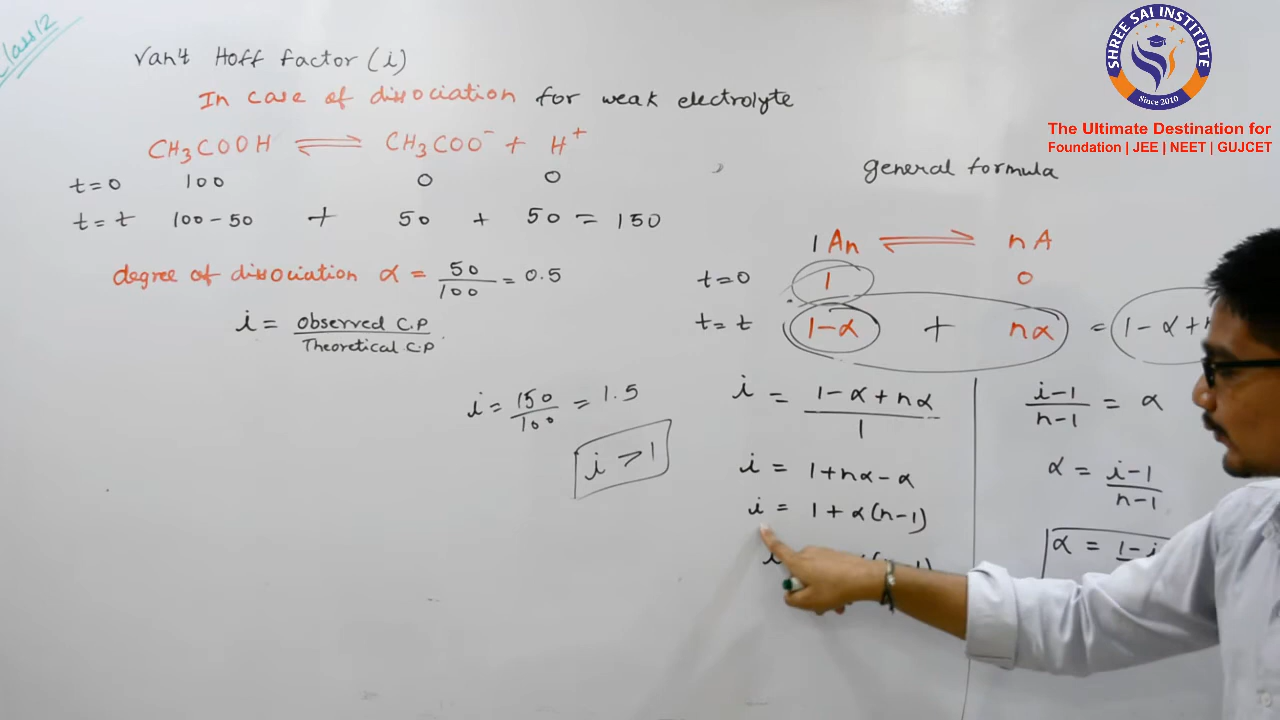 Class 12
Van't Hoff factor (i)
In case of dissociation for weak electrolyte
CH₃COOH ⇌ CH₃COO⁻ + H⁺
t=0 100 0 0
t=t 100-50 + 50 + 50 = 150
degree of dissociation α = 50/100 = 0.5
i = Observed C.P / Theoretical C.P
i = 150/100 = 1.5
i > 1
general formula
1 An ⇌ nA
t=0 1 0
t=t 1-α + nα = 1-α+n
i = 1-α+nα / 1
i = 1+nα-α
i = 1+α(n-1)
i
i-1/n-1 = α
α = i-1/n-1
α = 1-i
SHREE SAI INSTITUTE
Since 2010
The Ultimate Destination for
Foundation | JEE | NEET | GUJCET